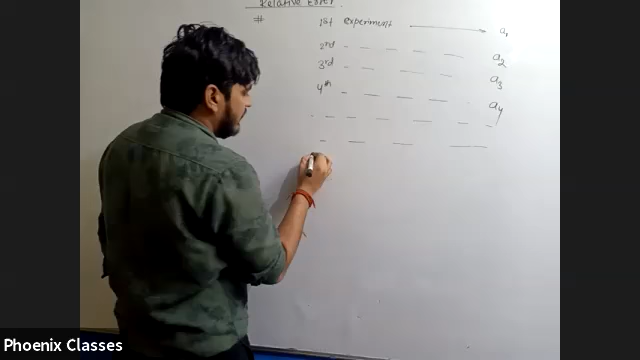 Relative Error
# 1st experiment a1
2nd a2
3rd a3
4th a4
Phoenix Classes